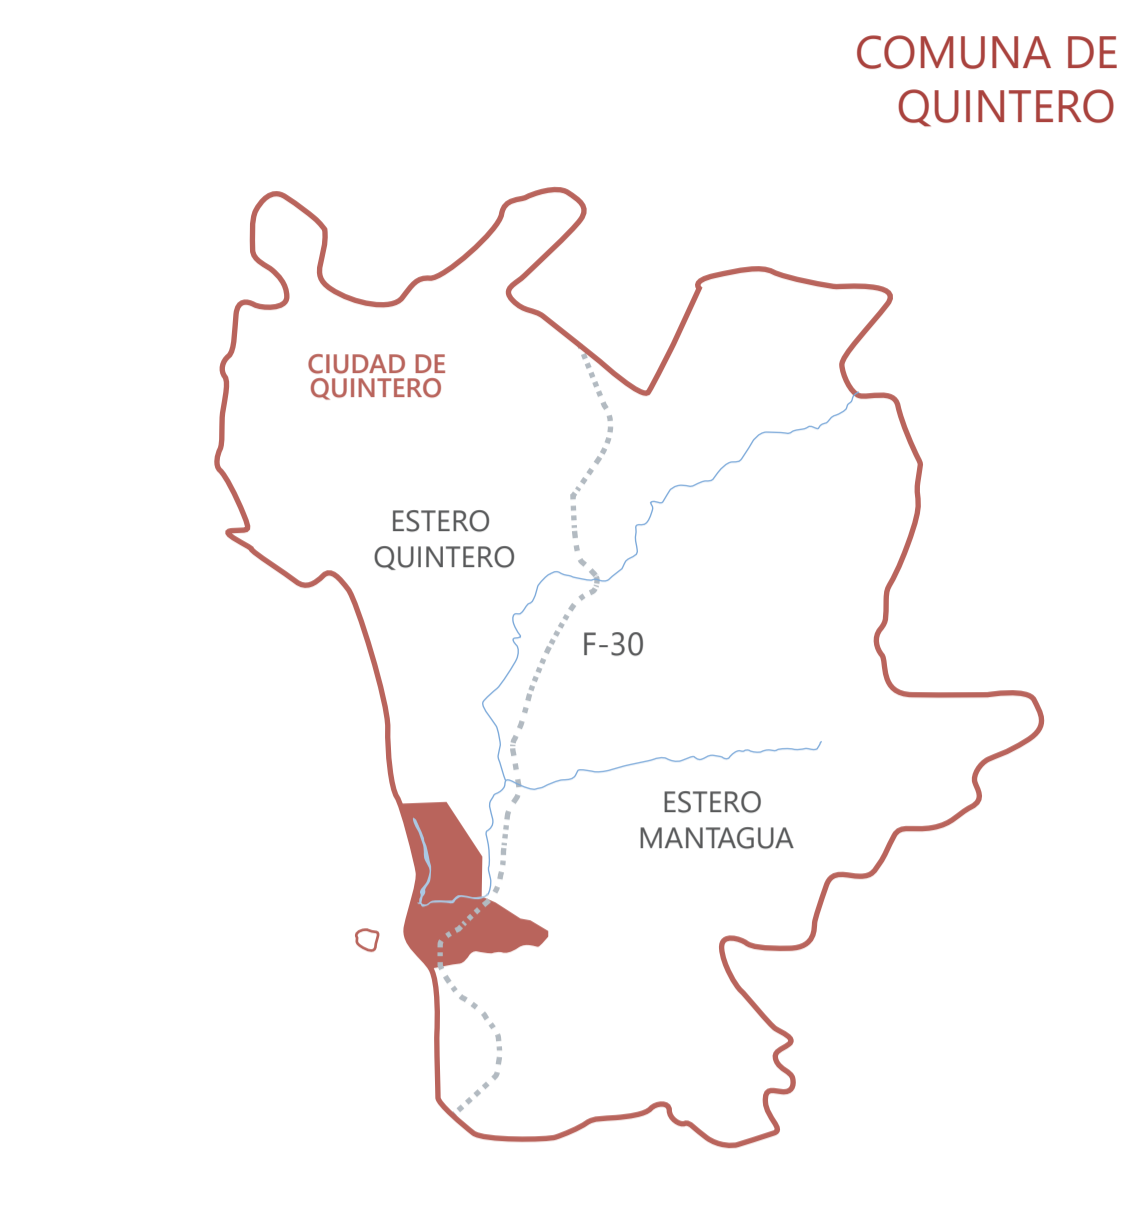 COMUNA DE
QUINTERO
CIUDAD DE
QUINTERO
ESTERO
QUINTERO
F-30
ESTERO
MANTAGUA